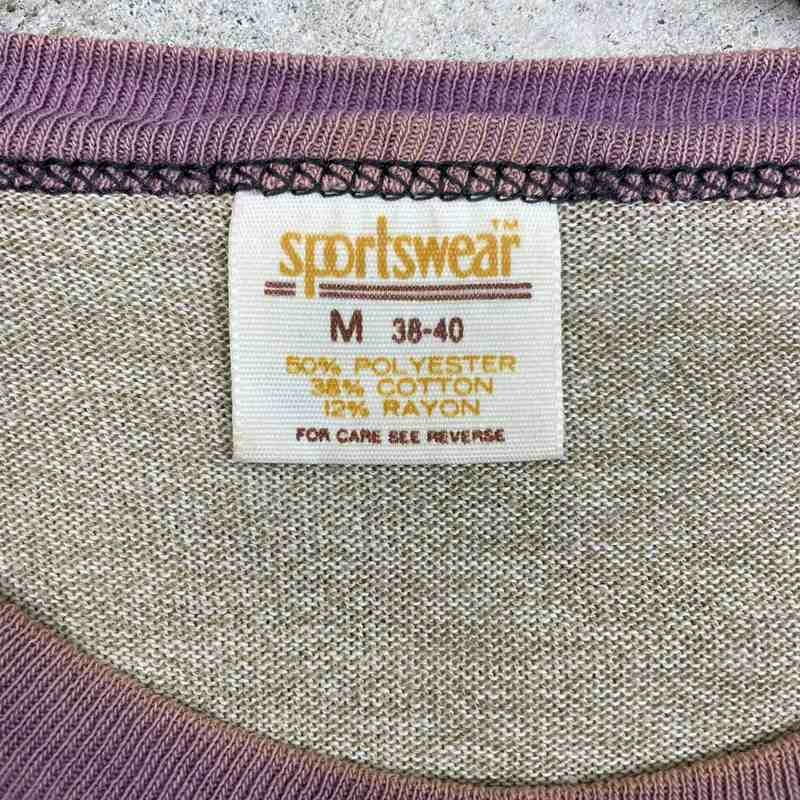 sportswear™
M 38-40
50% POLYESTER
38% COTTON
12% RAYON
FOR CARE SEE REVERSE